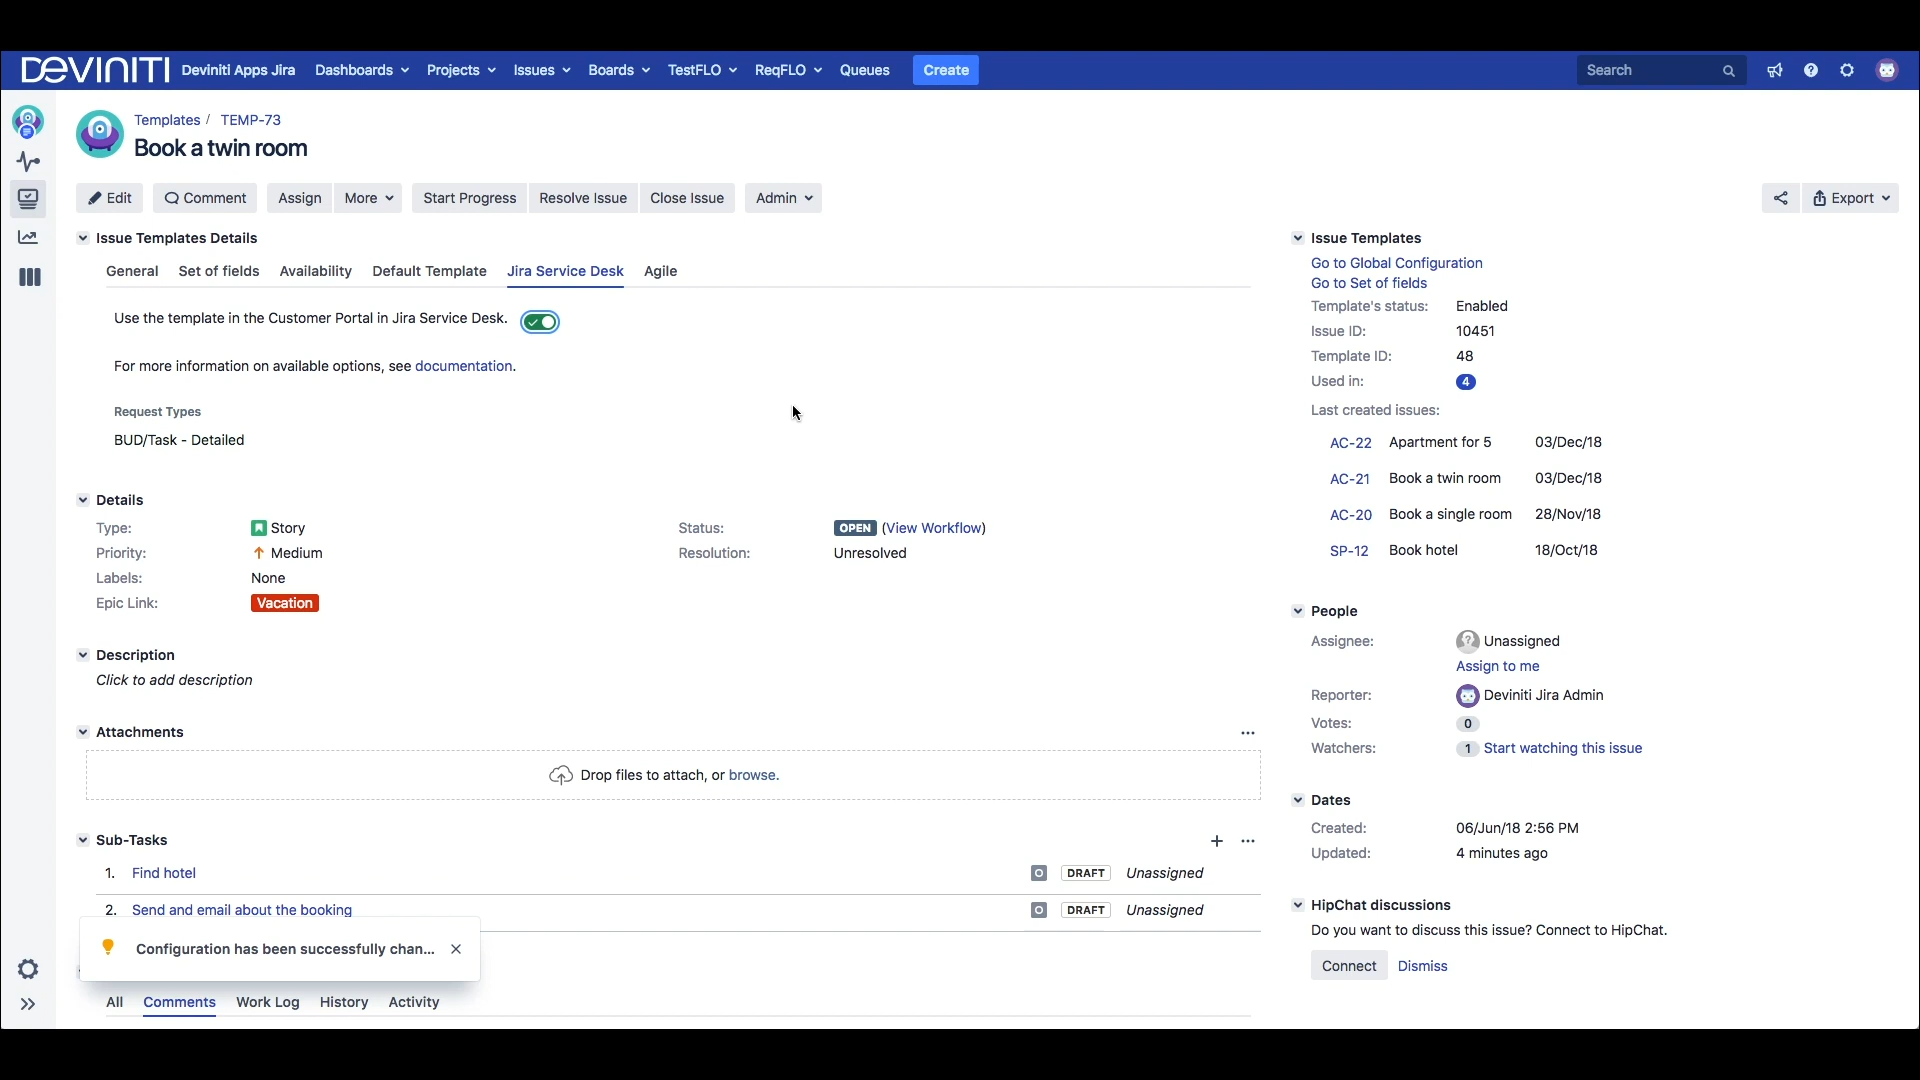 DEVINITI Deviniti Apps Jira Dashboards Projects Issues Boards TestFLO ReqFLO Queues Create Search
Templates / TEMP-73
Book a twin room
Edit Comment Assign More Start Progress Resolve Issue Close Issue Admin Export
Issue Templates Details
General Set of fields Availability Default Template Jira Service Desk Agile
Use the template in the Customer Portal in Jira Service Desk.
For more information on available options, see documentation.
Request Types
BUD/Task - Detailed
Details
Type: Story Status: OPEN (View Workflow)
Priority: Medium Resolution: Unresolved
Labels: None
Epic Link: Vacation
Description
Click to add description
Attachments
Drop files to attach, or browse.
Sub-Tasks
1. Find hotel DRAFT Unassigned
2. Send and email about the booking DRAFT Unassigned
Configuration has been successfully chan...
All Comments Work Log History Activity
Issue Templates
Go to Global Configuration
Go to Set of fields
Template's status: Enabled
Issue ID: 10451
Template ID: 48
Used in: 4
Last created issues:
AC-22 Apartment for 5 03/Dec/18
AC-21 Book a twin room 03/Dec/18
AC-20 Book a single room 28/Nov/18
SP-12 Book hotel 18/Oct/18
People
Assignee: Unassigned
Assign to me
Reporter: Deviniti Jira Admin
Votes: 0
Watchers: 1 Start watching this issue
Dates
Created: 06/Jun/18 2:56 PM
Updated: 4 minutes ago
HipChat discussions
Do you want to discuss this issue? Connect to HipChat.
Connect Dismiss